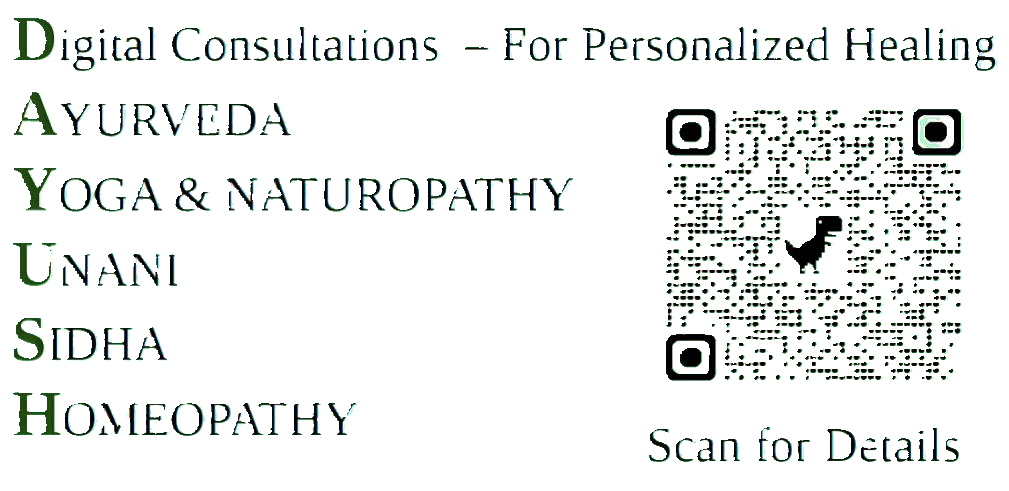 Digital Consultations – For Personalized Healing
AYURVEDA
YOGA & NATUROPATHY
UNANI
SIDHA
HOMEOPATHY
Scan for Details